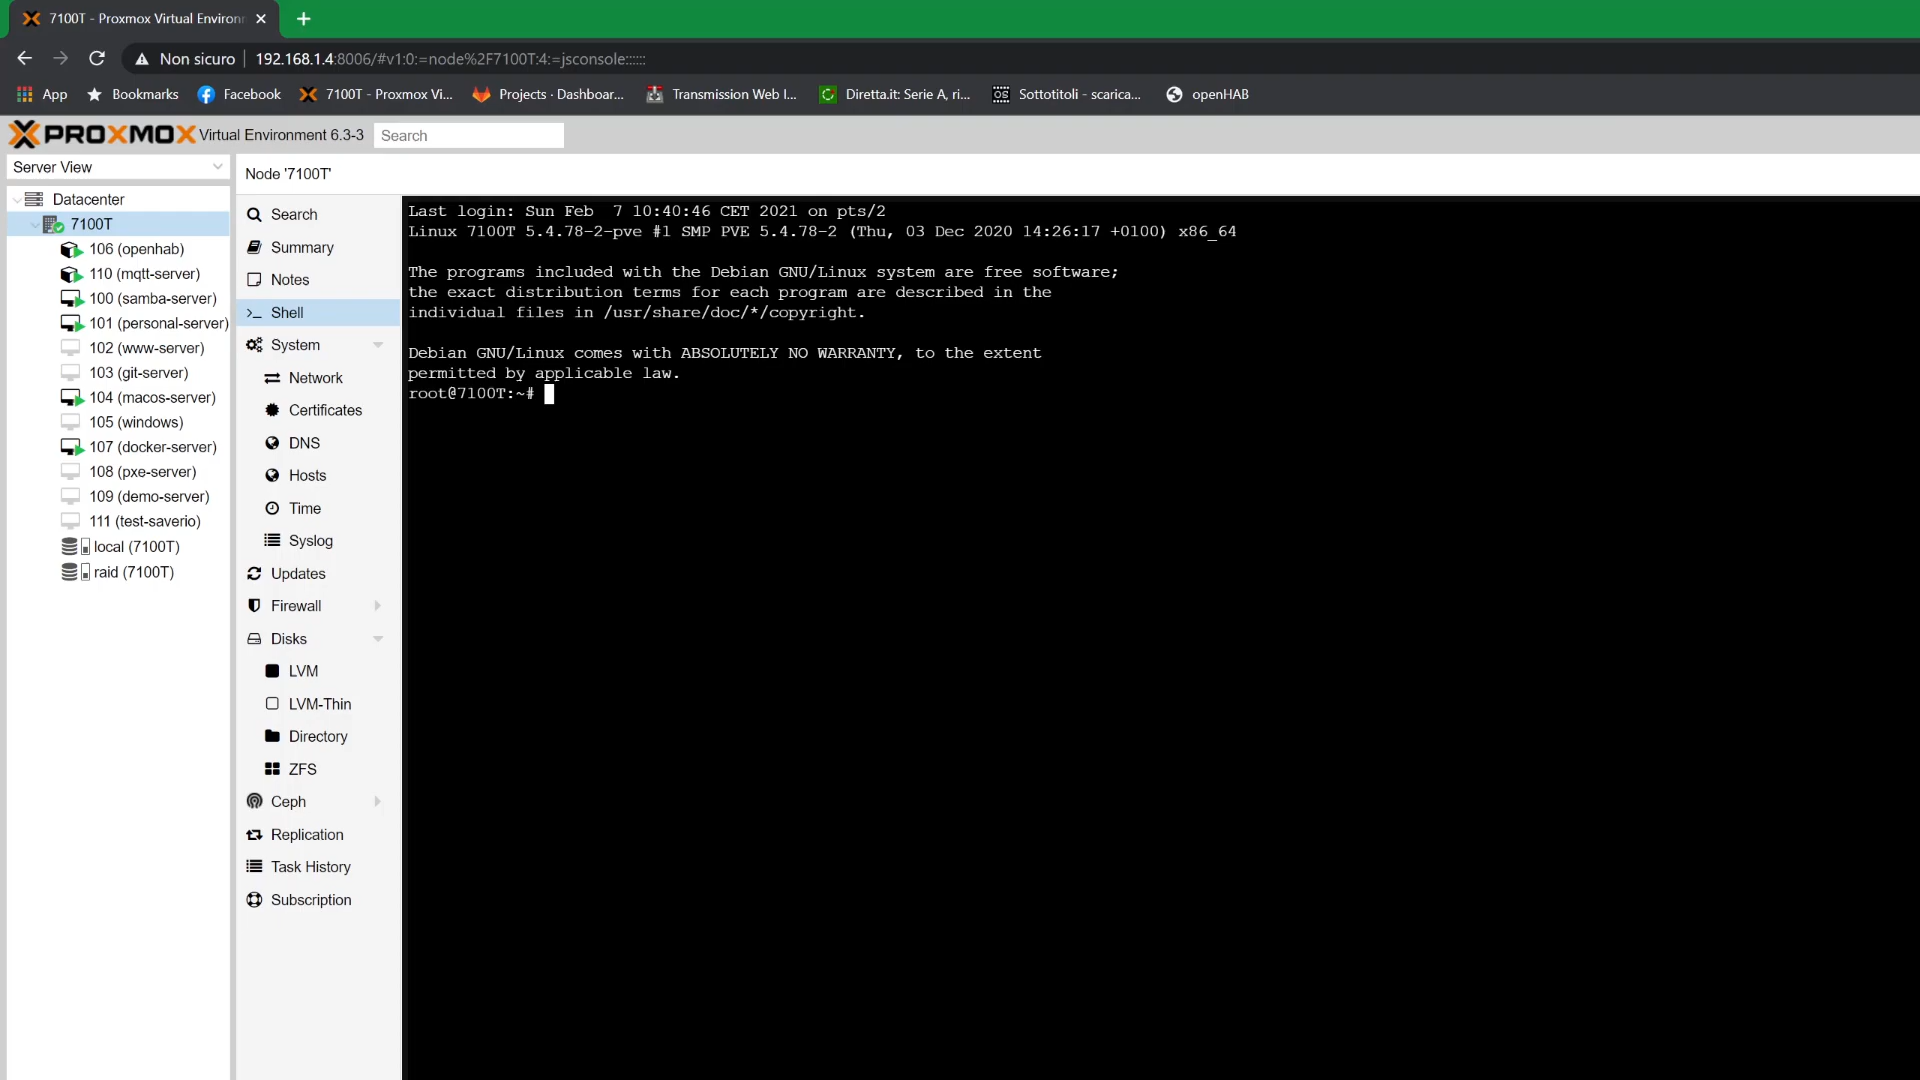 7100T - Proxmox Virtual Environ
Non sicuro
192.168.1.4:8006/#v1:0:=node%2F7100T:4:=jsconsole::::::
App
Bookmarks
Facebook
7100T - Proxmox Vi...
Projects · Dashboar...
Transmission Web I...
Diretta.it: Serie A, ri...
OS
Sottotitoli - scarica...
openHAB
PROXMOX Virtual Environment 6.3-3
Search
Server View
Node '7100T'
Datacenter
7100T
106 (openhab)
110 (mqtt-server)
100 (samba-server)
101 (personal-server)
102 (www-server)
103 (git-server)
104 (macos-server)
105 (windows)
107 (docker-server)
108 (pxe-server)
109 (demo-server)
111 (test-saverio)
local (7100T)
raid (7100T)
Search
Summary
Notes
>_ Shell
System
Network
Certificates
DNS
Hosts
Time
Syslog
Updates
Firewall
Disks
LVM
LVM-Thin
Directory
ZFS
Ceph
Replication
Task History
Subscription
Last login: Sun Feb  7 10:40:46 CET 2021 on pts/2
Linux 7100T 5.4.78-2-pve #1 SMP PVE 5.4.78-2 (Thu, 03 Dec 2020 14:26:17 +0100) x86_64
The programs included with the Debian GNU/Linux system are free software;
the exact distribution terms for each program are described in the
individual files in /usr/share/doc/*/copyright.
Debian GNU/Linux comes with ABSOLUTELY NO WARRANTY, to the extent
permitted by applicable law.
root@7100T:~#